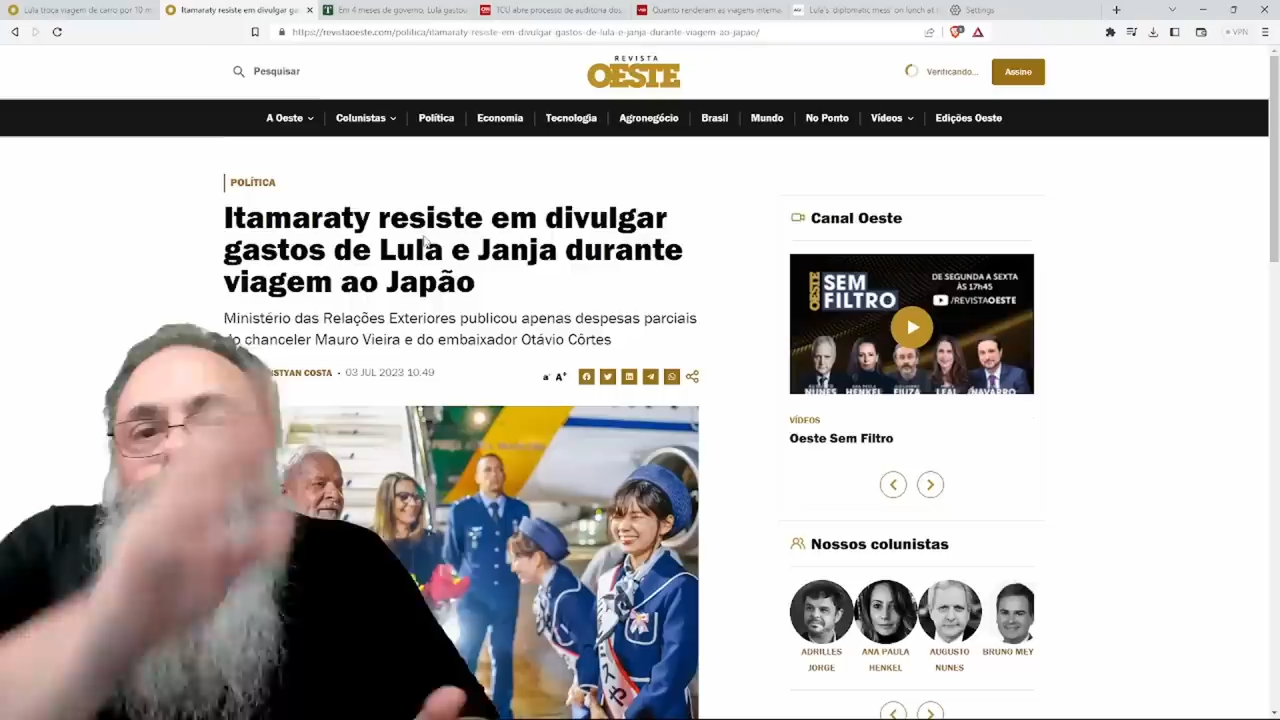 Lula troca viagem de carro por 10 m
Itamaraty resiste em divulgar ga
Em 4 meses de governo, Lula gastou
TCU abre processo de auditoria dos
Quanto renderam as viagens interna
Lula's 'diplomatic mess' on lunch at
Settings
https://revistaoeste.com/politica/itamaraty-resiste-em-divulgar-gastos-de-lula-e-janja-durante-viagem-ao-japao/
VPN
Pesquisar
REVISTA
OESTE
Verificando...
Assine
A Oeste
Colunistas
Política
Economia
Tecnologia
Agronegócio
Brasil
Mundo
No Ponto
Vídeos
Edições Oeste
POLÍTICA
Itamaraty resiste em divulgar
gastos de Lula e Janja durante
viagem ao Japão
Ministério das Relações Exteriores publicou apenas despesas parciais
do chanceler Mauro Vieira e do embaixador Otávio Côrtes
STYAN COSTA • 03 JUL 2023 10:49
a- A+
Canal Oeste
OESTE
SEM
FILTRO
DE SEGUNDA A SEXTA
ÀS 17h45
/REVISTAOESTE
AUGUSTO
NUNES
ANA PAULA
HENKEL
FIUZA
LEAL
NAVARRO
VÍDEOS
Oeste Sem Filtro
Nossos colunistas
ADRILLES
JORGE
ANA PAULA
HENKEL
AUGUSTO
NUNES
BRUNO MEY